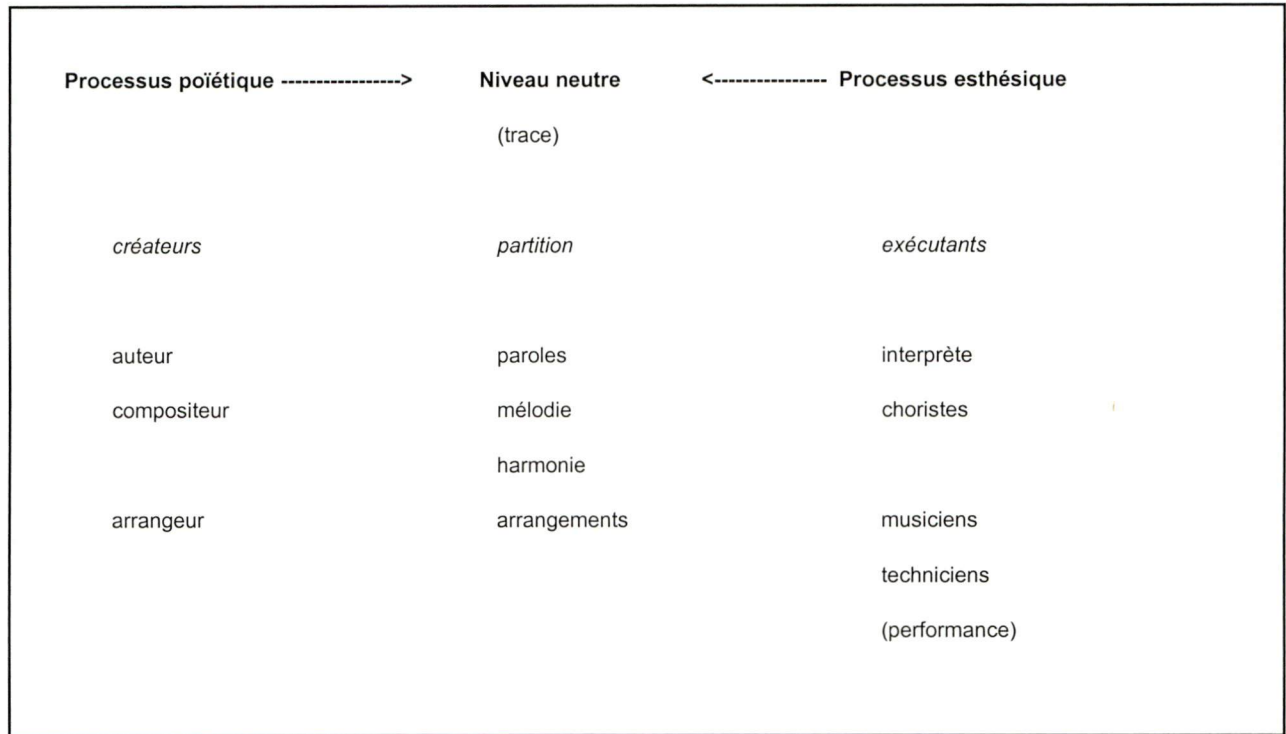 Processus poïétique -----------------> Niveau neutre <---------------- Processus esthésique
(trace)
créateurs partition exécutants
auteur paroles interprète
compositeur mélodie choristes
harmonie
arrangeur arrangements musiciens
techniciens
(performance)